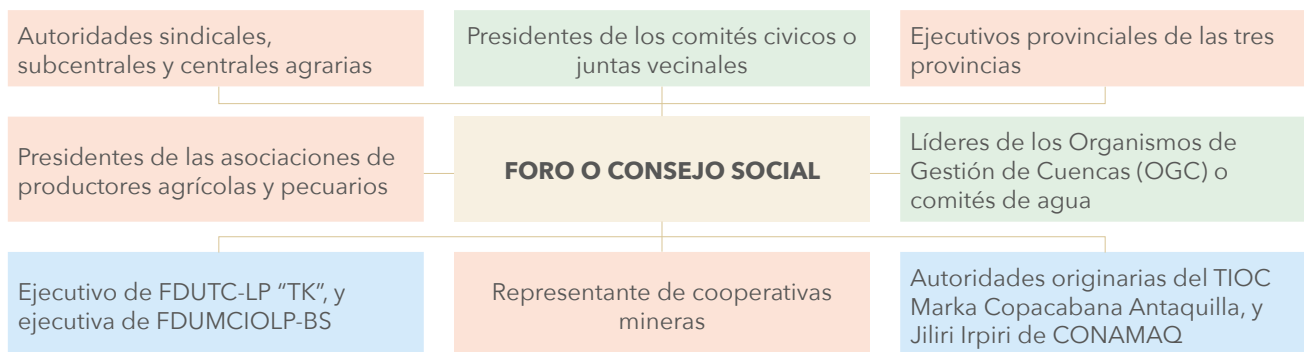 Autoridades sindicales,
subcentrales y centrales agrarias
Presidentes de los comités civicos o
juntas vecinales
Ejecutivos provinciales de las tres
provincias
Presidentes de las asociaciones de
productores agrícolas y pecuarios
FORO O CONSEJO SOCIAL
Líderes de los Organismos de
Gestión de Cuencas (OGC) o
comités de agua
Ejecutivo de FDUTC-LP “TK”, y
ejecutiva de FDUMCIOLP-BS
Representante de cooperativas
mineras
Autoridades originarias del TIOC
Marka Copacabana Antaquilla, y
Jiliri Irpiri de CONAMAQ